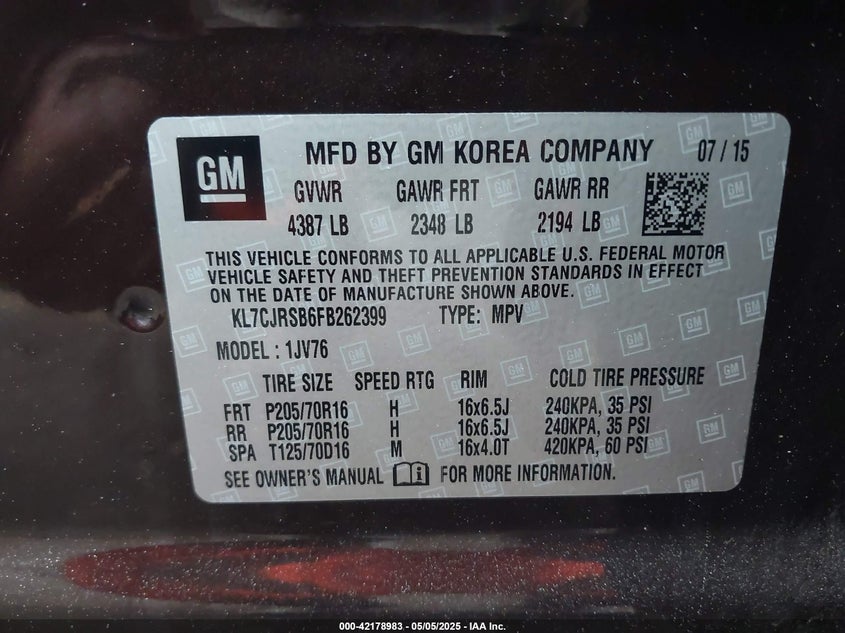 GM MFD BY GM KOREA COMPANY 07 / 15
GVWR GAWR FRT GAWR RR
4387 LB 2348 LB 2194 LB
THIS VEHICLE CONFORMS TO ALL APPLICABLE U.S. FEDERAL MOTOR
VEHICLE SAFETY AND THEFT PREVENTION STANDARDS IN EFFECT
ON THE DATE OF MANUFACTURE SHOWN ABOVE.
KL7CJRSB6FB262399 TYPE: MPV
MODEL : 1JV76
TIRE SIZE SPEED RTG RIM COLD TIRE PRESSURE
FRT P205/70R16 H 16x6.5J 240KPA, 35 PSI
RR P205/70R16 H 16x6.5J 240KPA, 35 PSI
SPA T125/70D16 M 16x4.0T 420KPA, 60 PSI
SEE OWNER'S MANUAL FOR MORE INFORMATION.
000-42178983 - 05/05/2025 - IAA Inc.